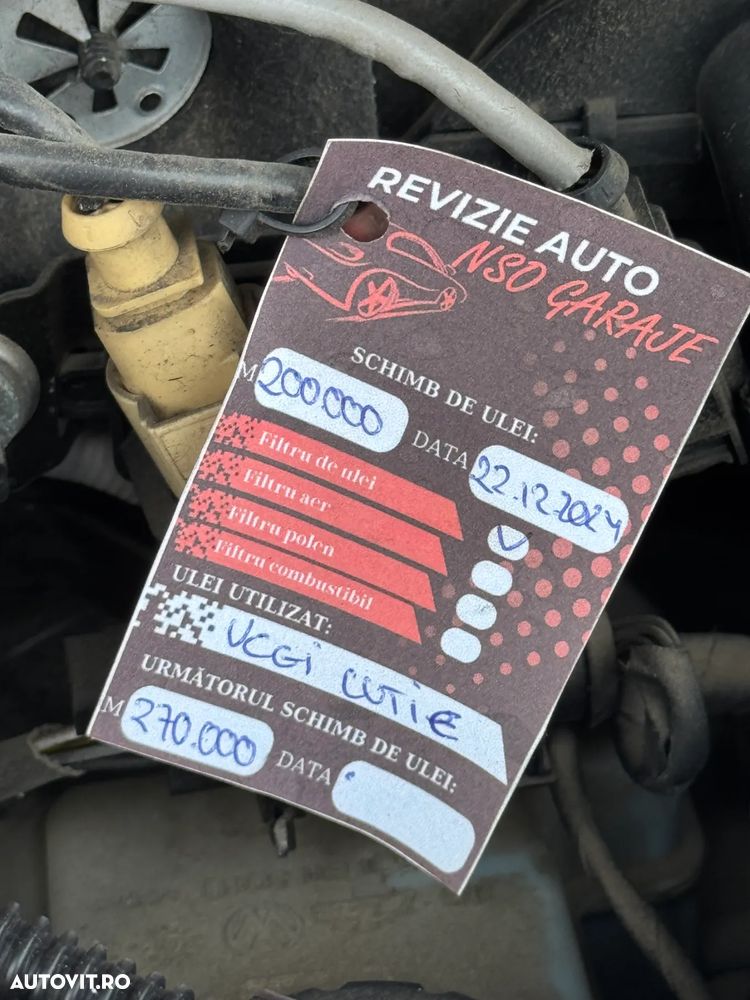 REVIZIE AUTO
NSO GARAJE
SCHIMB DE ULEI:
M 200.000 DATA 22.12.2024
Filtru de ulei V
Filtru aer
Filtru polen
Filtru combustibil
ULEI UTILIZAT:
CUTIE
URMĂTORUL SCHIMB DE ULEI:
M 270.000 DATA
AUTOVIT.RO